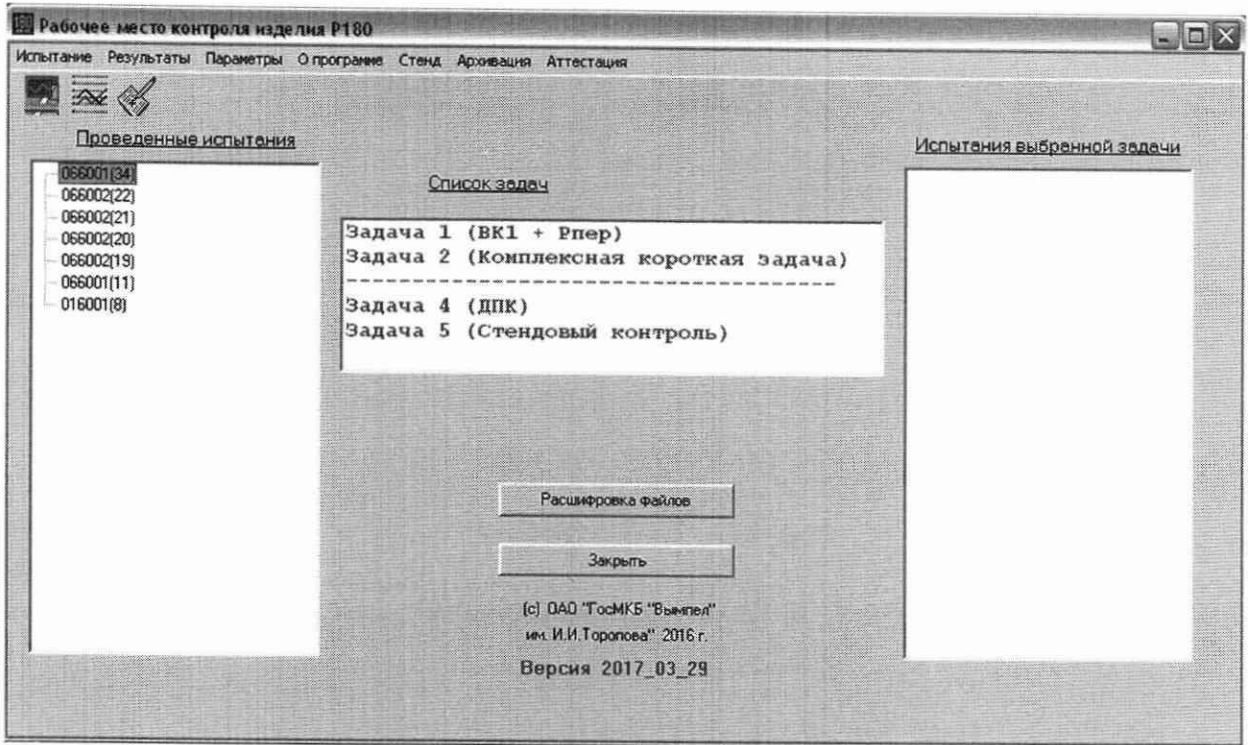 Рабочее место контроля изделия Р180
Испытание Результаты Параметры О программе Стенд Архивация Аттестация
Проведенные испытания
066001(34)
066002(22)
066002(21)
066002(20)
066002(19)
066001(11)
016001(8)
Список задач
Задача 1 (ВК1 + Рпер)
Задача 2 (Комплексная короткая задача)
--------------------------------------
Задача 4 (ДПК)
Задача 5 (Стендовый контроль)
Испытания выбранной задачи
Расшифровка файлов
Закрыть
(c) ОАО "ГосМКБ "Вымпел"
им. И.И.Торопова" 2016 г.
Версия 2017_03_29